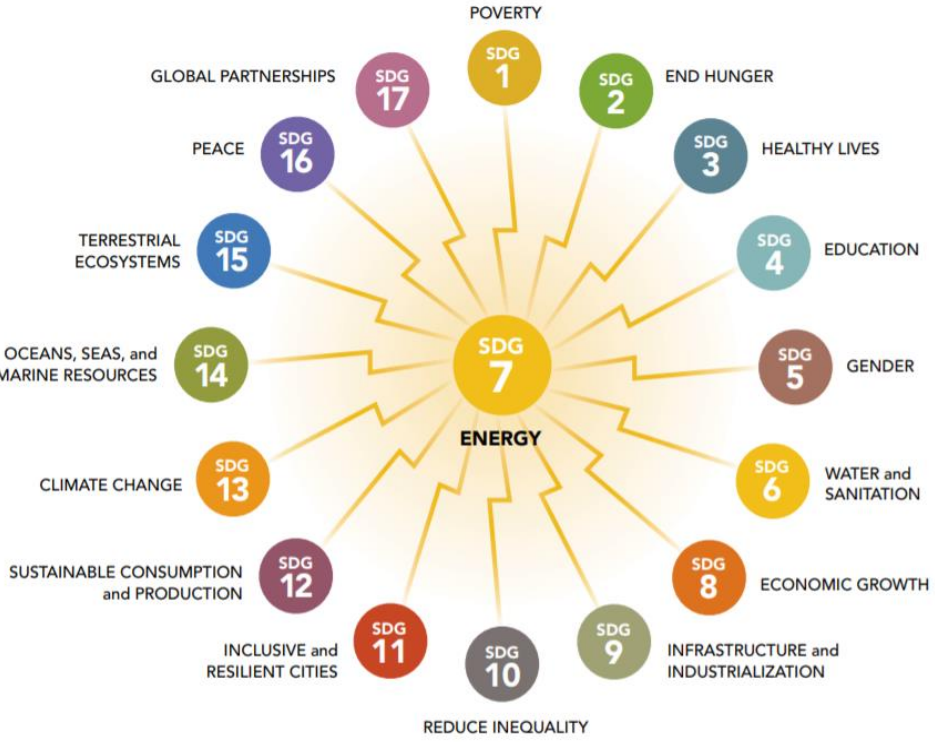 POVERTY
SDG
1
SDG
2
END HUNGER
SDG
3
HEALTHY LIVES
SDG
4
EDUCATION
SDG
5
GENDER
SDG
6
WATER and
SANITATION
SDG
8
ECONOMIC GROWTH
SDG
9
INFRASTRUCTURE and
INDUSTRIALIZATION
SDG
10
REDUCE INEQUALITY
SDG
11
INCLUSIVE and
RESILIENT CITIES
SDG
12
SUSTAINABLE CONSUMPTION
and PRODUCTION
SDG
13
CLIMATE CHANGE
SDG
14
OCEANS, SEAS, and
MARINE RESOURCES
SDG
15
TERRESTRIAL
ECOSYSTEMS
SDG
16
PEACE
SDG
17
GLOBAL PARTNERSHIPS
SDG
7
ENERGY